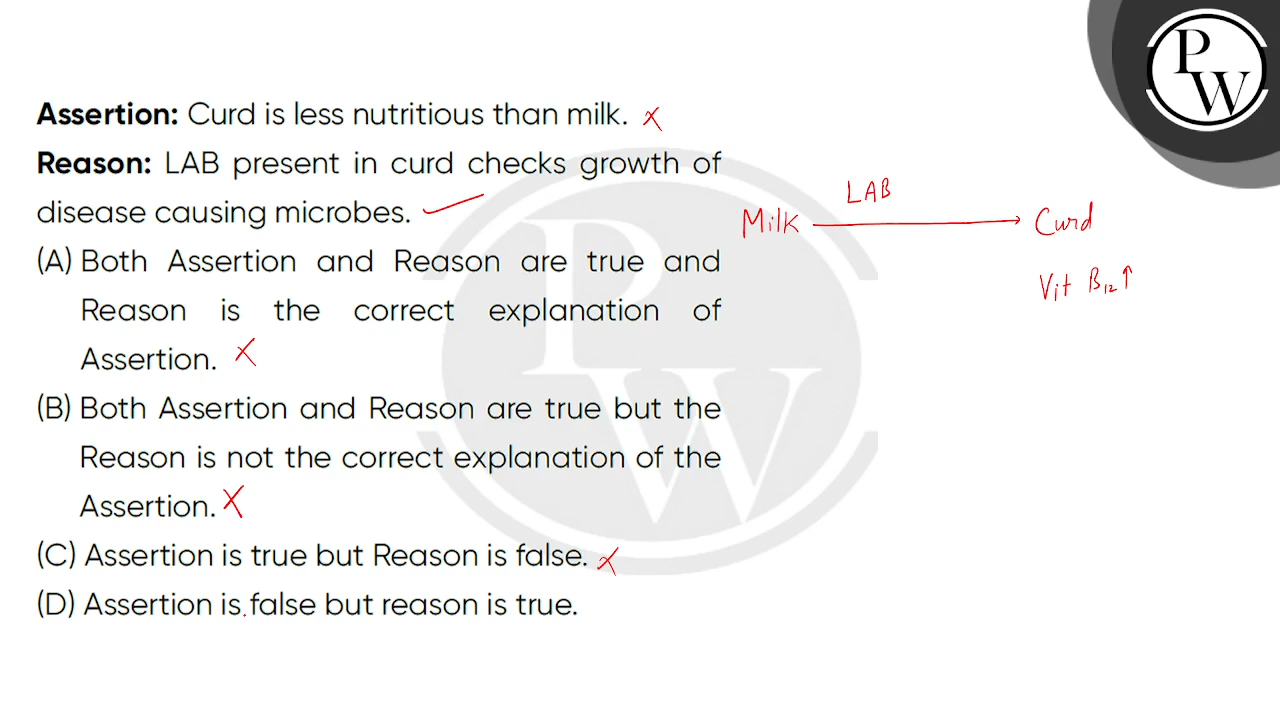 Assertion: Curd is less nutritious than milk. ✗
Reason: LAB present in curd checks growth of
disease causing microbes. ✓
(A) Both Assertion and Reason are true and
Reason is the correct explanation of
Assertion. ✗
(B) Both Assertion and Reason are true but the
Reason is not the correct explanation of the
Assertion. ✗
(C) Assertion is true but Reason is false. ✗
(D) Assertion is false but reason is true.
LAB
Milk ⟶ Curd
Vit B₁₂ ↑
PW
PW